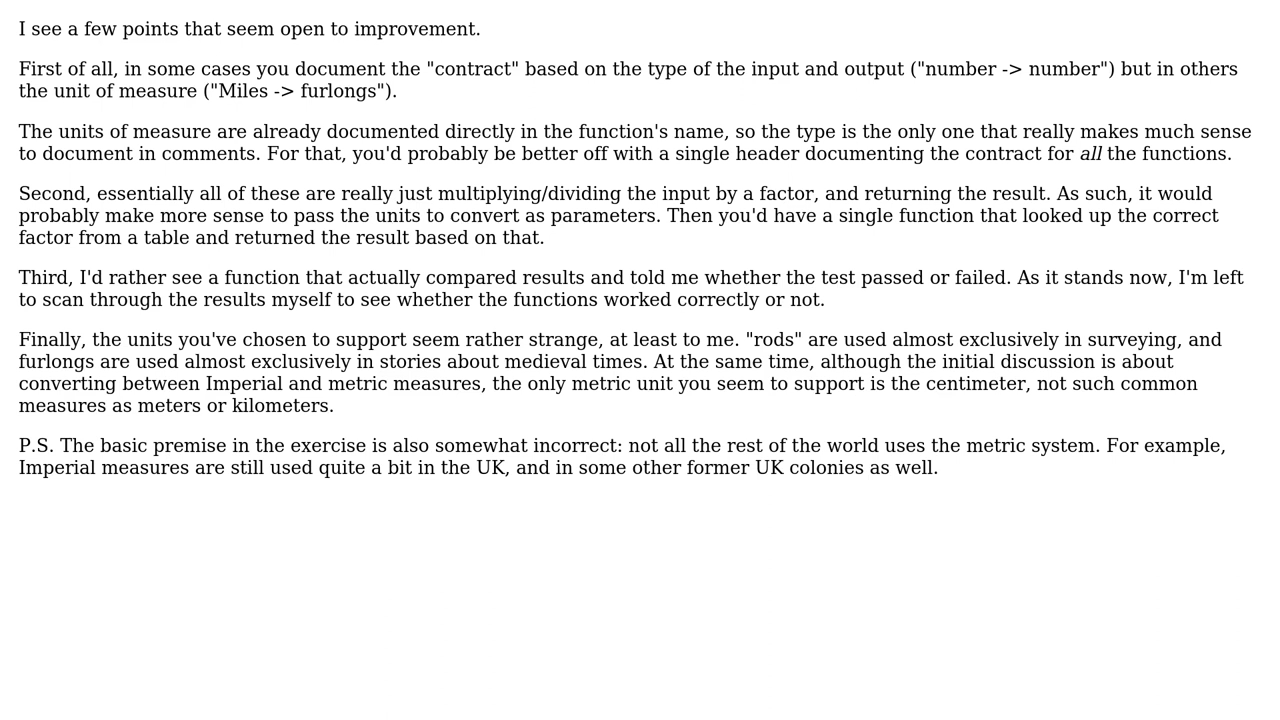 I see a few points that seem open to improvement.
First of all, in some cases you document the "contract" based on the type of the input and output ("number -> number") but in others
the unit of measure ("Miles -> furlongs").
The units of measure are already documented directly in the function's name, so the type is the only one that really makes much sense
to document in comments. For that, you'd probably be better off with a single header documenting the contract for all the functions.
Second, essentially all of these are really just multiplying/dividing the input by a factor, and returning the result. As such, it would
probably make more sense to pass the units to convert as parameters. Then you'd have a single function that looked up the correct
factor from a table and returned the result based on that.
Third, I'd rather see a function that actually compared results and told me whether the test passed or failed. As it stands now, I'm left
to scan through the results myself to see whether the functions worked correctly or not.
Finally, the units you've chosen to support seem rather strange, at least to me. "rods" are used almost exclusively in surveying, and
furlongs are used almost exclusively in stories about medieval times. At the same time, although the initial discussion is about
converting between Imperial and metric measures, the only metric unit you seem to support is the centimeter, not such common
measures as meters or kilometers.
P.S. The basic premise in the exercise is also somewhat incorrect: not all the rest of the world uses the metric system. For example,
Imperial measures are still used quite a bit in the UK, and in some other former UK colonies as well.